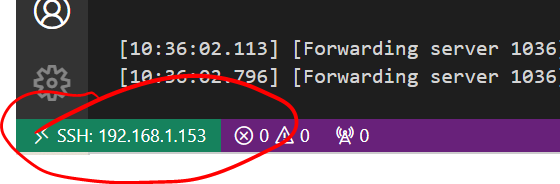 [10:36:02.113] [Forwarding server 1036
[10:36:02.796] [Forwarding server 1036
SSH: 192.168.1.153 0 0 0